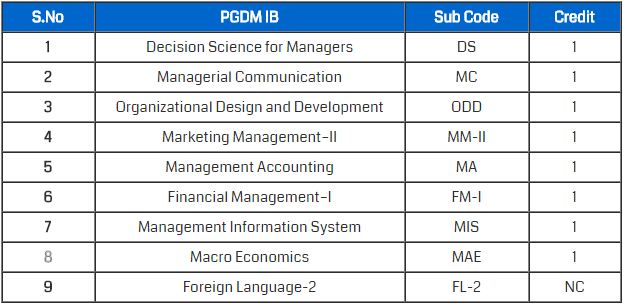 S.No PGDM IB Sub Code Credit
1 Decision Science for Managers DS 1
2 Managerial Communication MC 1
3 Organizational Design and Development ODD 1
4 Marketing Management-II MM-II 1
5 Management Accounting MA 1
6 Financial Management-I FM-I 1
7 Management Information System MIS 1
8 Macro Economics MAE 1
9 Foreign Language-2 FL-2 NC